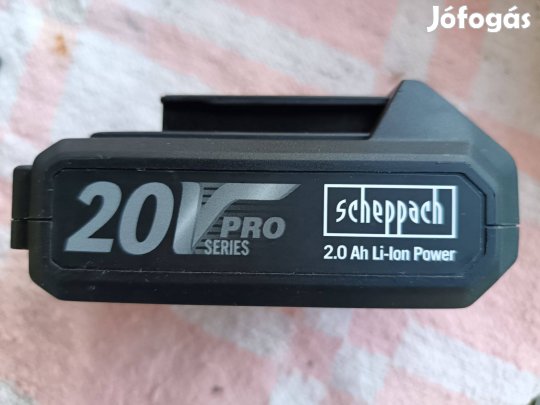 Jófogás
20V PRO
SERIES
scheppach
2.0 Ah Li-Ion Power